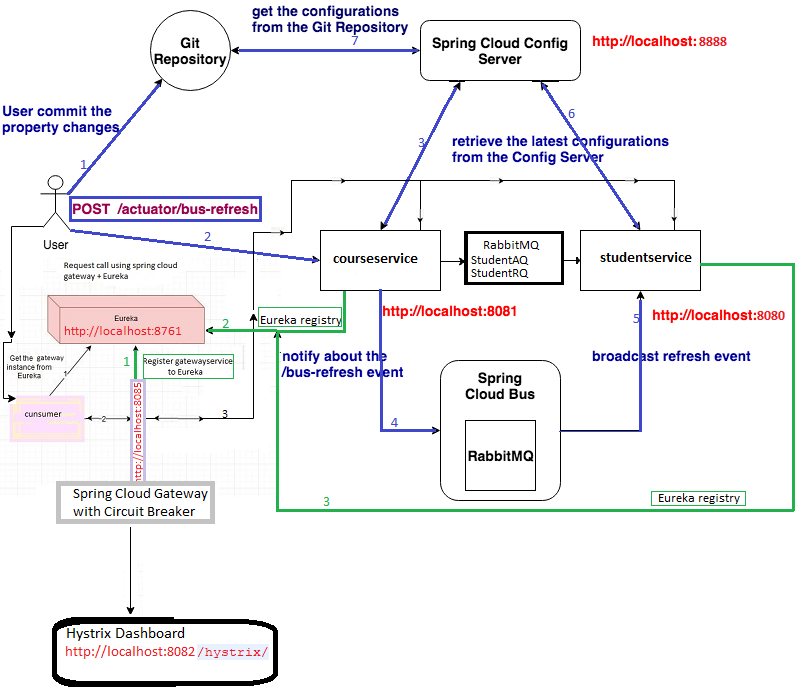 get the configurations
from the Git Repository
7
Git
Repository
Spring Cloud Config
Server
http://localhost: 8888
User commit the
property changes
1
3
6
retrieve the latest configurations
from the Config Server
POST /actuator/bus-refresh
User
2
courseservice
RabbitMQ
StudentAQ
StudentRQ
studentservice
Request call using spring cloud
gateway + Eureka
Eureka
http://localhost:8761
2
Eureka registry
http://localhost:8081
5
http://localhost:8080
Get the gateway
instance from
Eureka
1
1
Register gatewayservice
to Eureka
notify about the
/bus-refresh event
broadcast refresh event
Spring
Cloud Bus
RabbitMQ
cunsumer
2
http://localhost:8085
3
4
Spring Cloud Gateway
with Circuit Breaker
3
Eureka registry
Hystrix Dashboard
http://localhost:8082/hystrix/